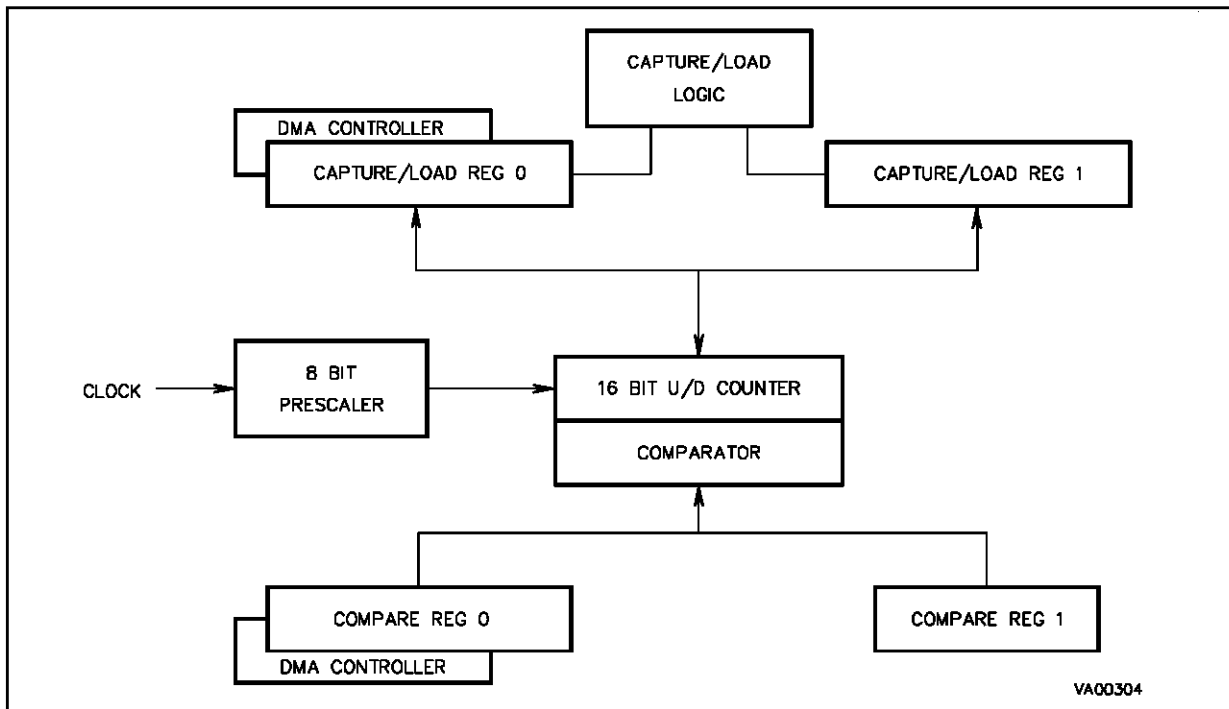 CAPTURE/LOAD
LOGIC
DMA CONTROLLER
CAPTURE/LOAD REG 0
CAPTURE/LOAD REG 1
CLOCK
8 BIT
PRESCALER
16 BIT U/D COUNTER
COMPARATOR
COMPARE REG 0
COMPARE REG 1
DMA CONTROLLER
VA00304